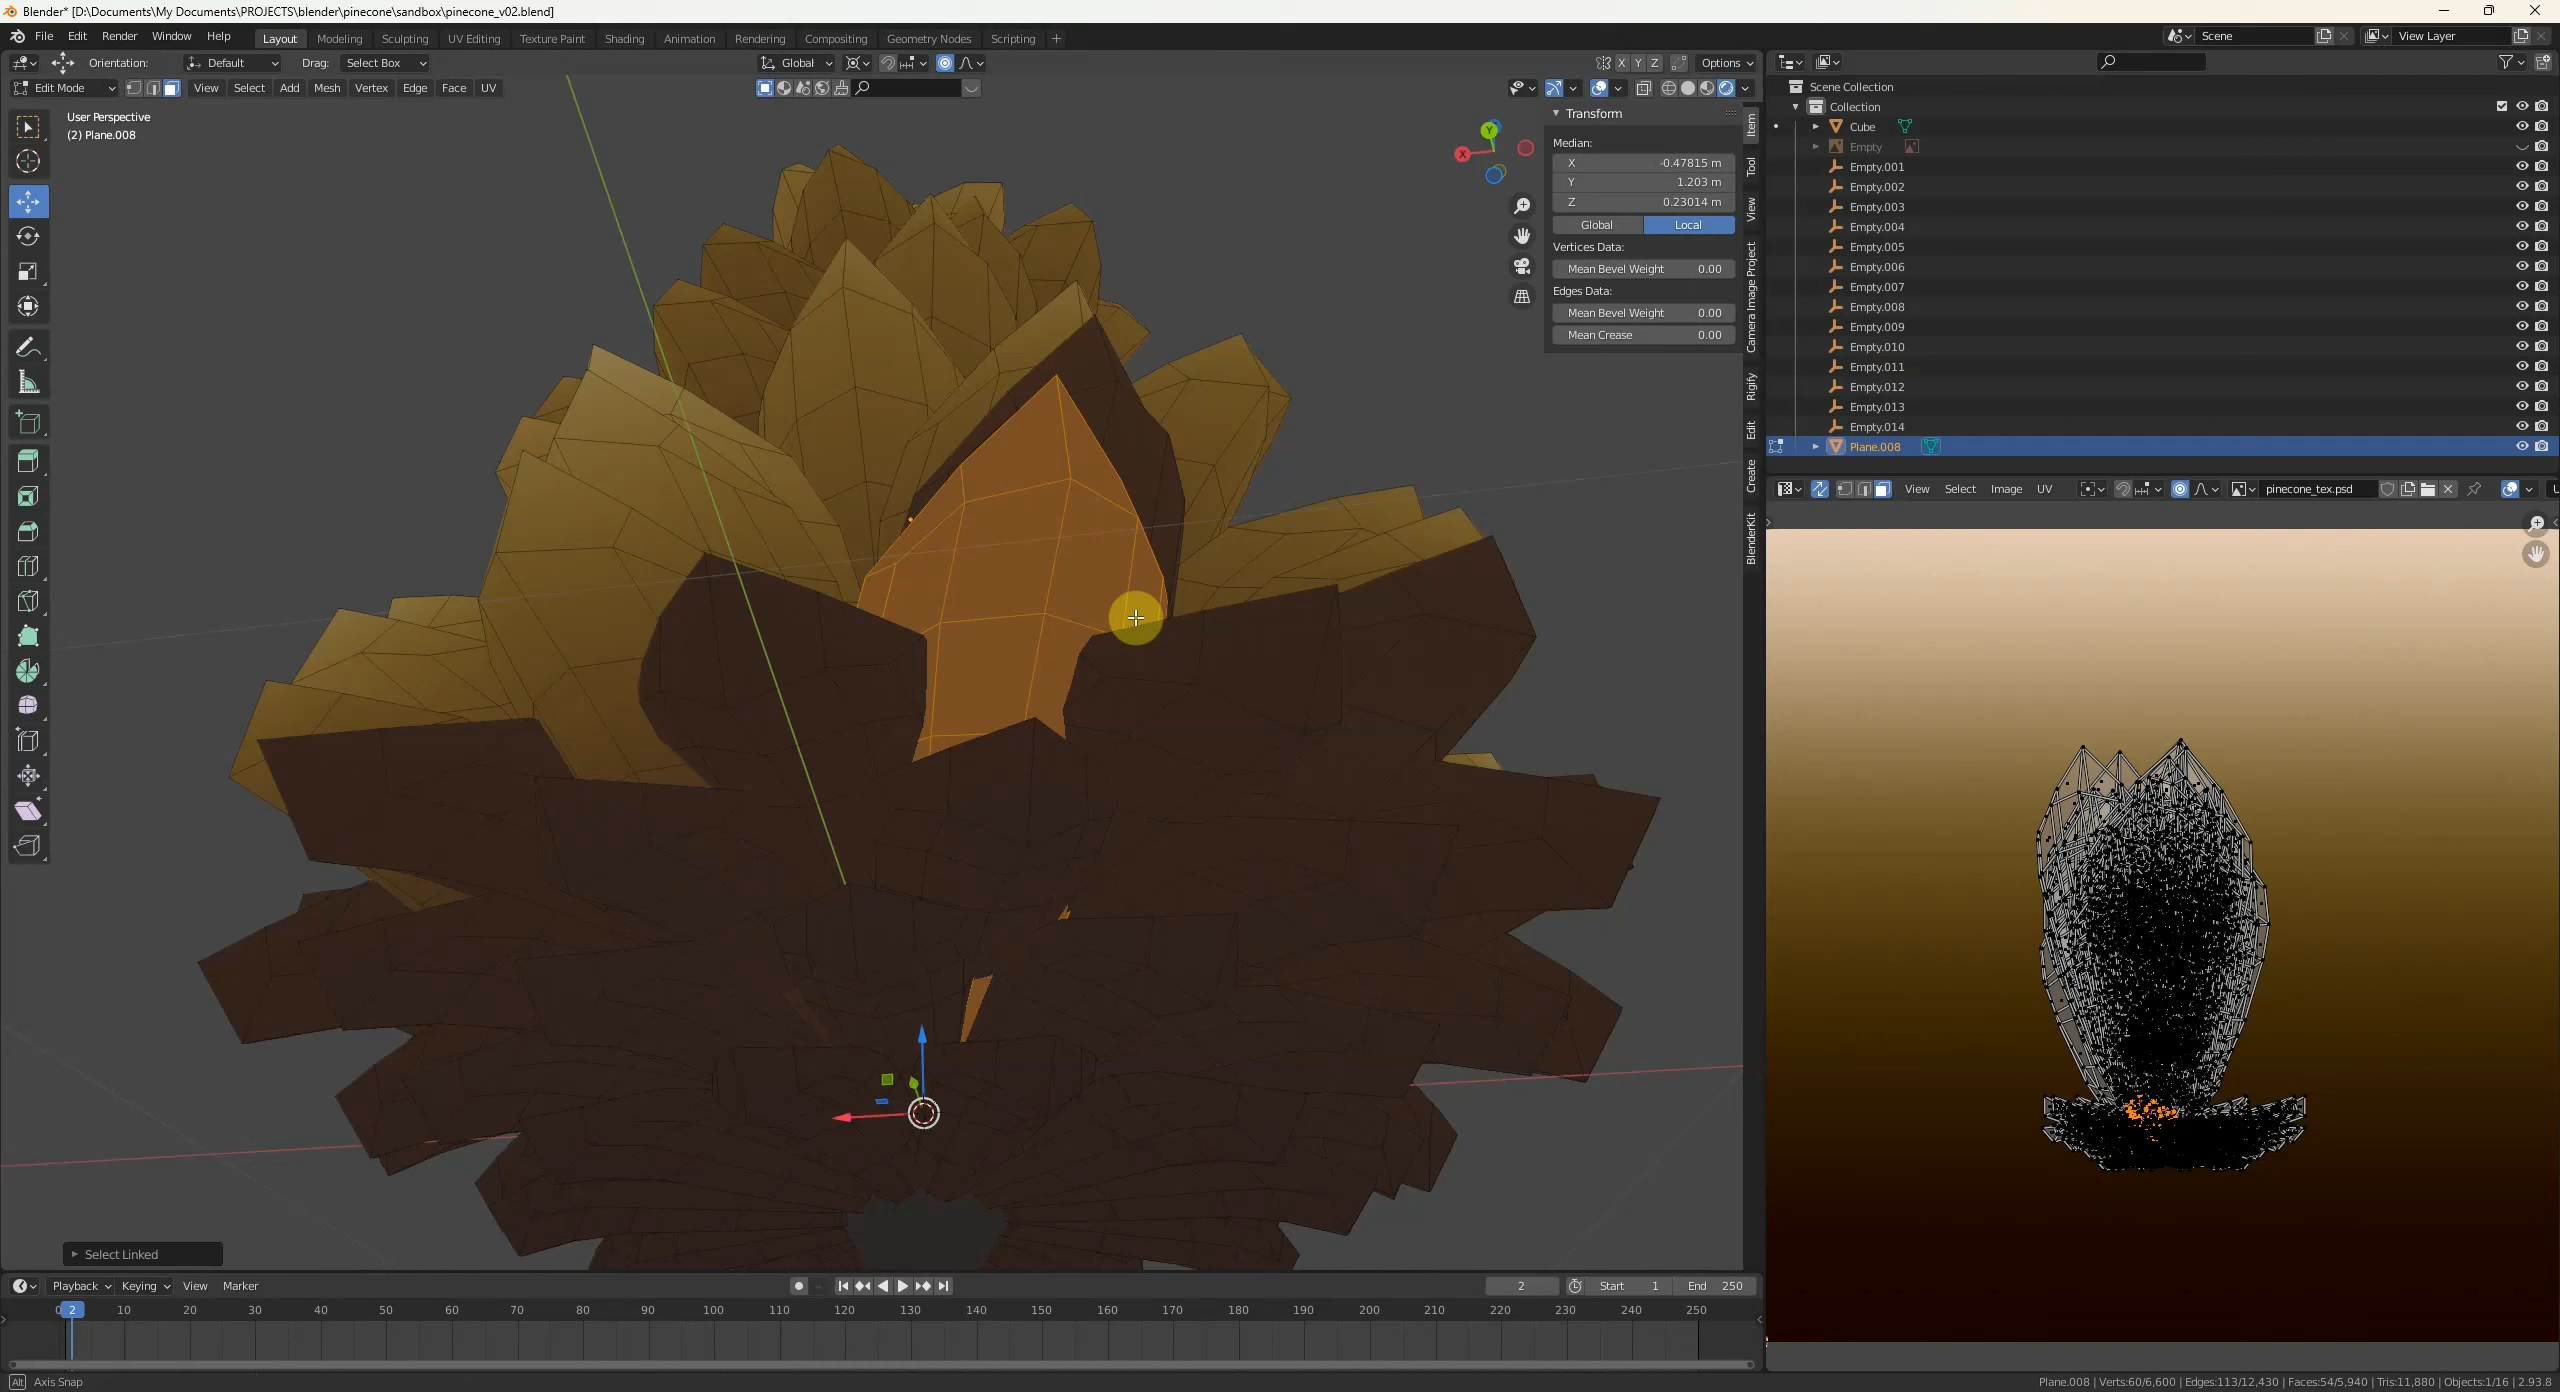 Blender* [D:\Documents\My Documents\PROJECTS\blender\pinecone\sandbox\pinecone_v02.blend]
File Edit Render Window Help Layout Modeling Sculpting UV Editing Texture Paint Shading Animation Rendering Compositing Geometry Nodes Scripting + Scene View Layer
Orientation: Default Drag: Select Box Global X Y Z Options
Edit Mode View Select Add Mesh Vertex Edge Face UV
User Perspective
(2) Plane.008
Y
X
Transform
Median:
X -0.47815 m
Y 1.203 m
Z 0.23014 m
Global Local
Vertices Data:
Mean Bevel Weight 0.00
Edges Data:
Mean Bevel Weight 0.00
Mean Crease 0.00
Item
Tool
View
Camera Image Project
Rigify
Edit
Create
BlenderKit
Scene Collection
Collection
Cube
Empty
Empty.001
Empty.002
Empty.003
Empty.004
Empty.005
Empty.006
Empty.007
Empty.008
Empty.009
Empty.010
Empty.011
Empty.012
Empty.013
Empty.014
Plane.008
View Select Image UV pinecone_tex.psd
Select Linked
Playback Keying View Marker 2 Start 1 End 250
0 2 10 20 30 40 50 60 70 80 90 100 110 120 130 140 150 160 170 180 190 200 210 220 230 240 250
Alt Axis Snap
Plane.008 | Verts:60/6,600 | Edges:113/12,430 | Faces:54/5,940 | Tris:11,880 | Objects:1/16 | 2.93.8